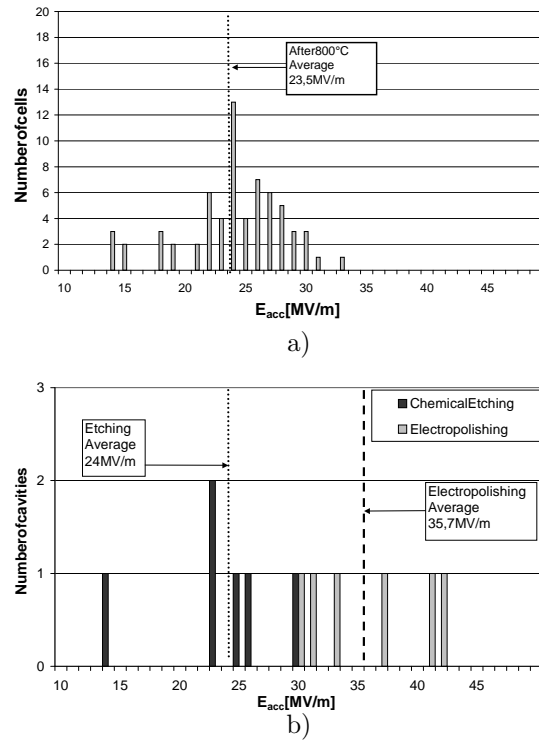 20
18
16
14
12
10
8
6
4
2
0
Numberofcells
After800°C
Average
23,5MV/m
10 15 20 25 30 35 40 45
Eacc[MV/m]
a)
3
2
1
0
Numberofcavities
Etching
Average
24MV/m
ChemicalEtching
Electropolishing
Electropolishing
Average
35,7MV/m
10 15 20 25 30 35 40 45
Eacc[MV/m]
b)